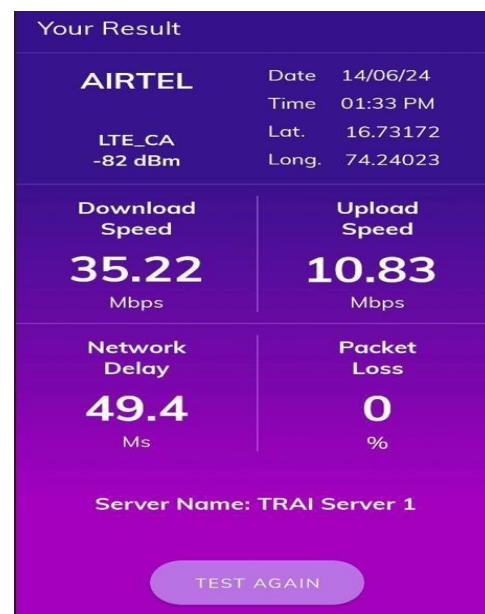 Your Result
AIRTEL
LTE_CA
-82 dBm
Date 14/06/24
Time 01:33 PM
Lat. 16.73172
Long. 74.24023
Download
Speed
35.22
Mbps
Upload
Speed
10.83
Mbps
Network
Delay
49.4
Ms
Packet
Loss
0
%
Server Name: TRAI Server 1
TEST AGAIN